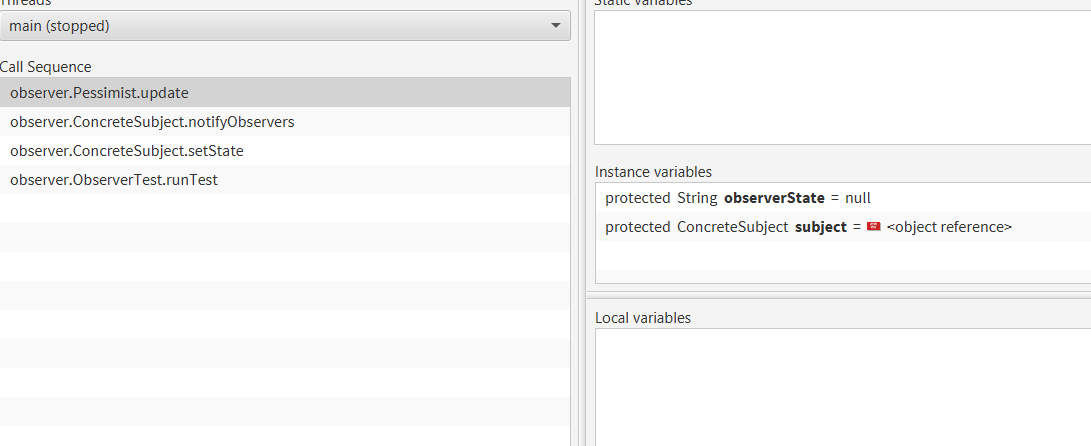 Threads
main (stopped)
Call Sequence
observer.Pessimist.update
observer.ConcreteSubject.notifyObservers
observer.ConcreteSubject.setState
observer.ObserverTest.runTest
Static variables
Instance variables
protected String observerState = null
protected ConcreteSubject subject = <object reference>
Local variables